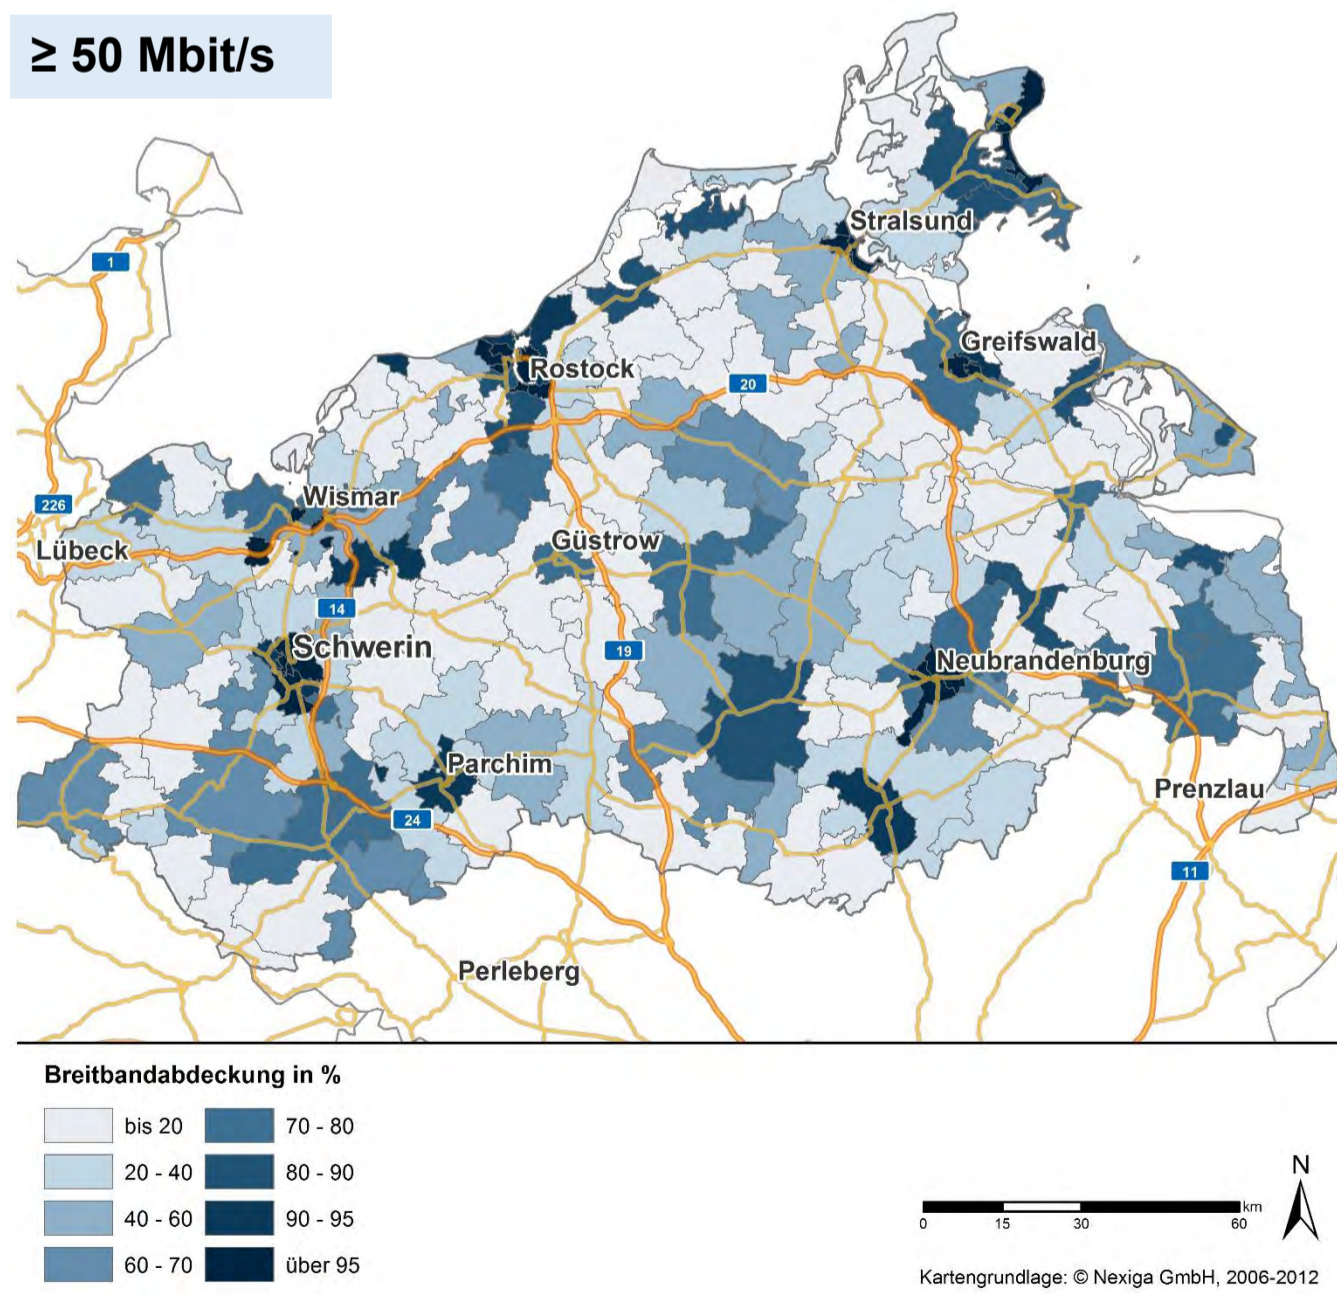 ≥ 50 Mbit/s
1
Stralsund
Greifswald
Rostock
20
Wismar
226
Lübeck
Güstrow
14
Schwerin
19
Neubrandenburg
Parchim
Prenzlau
24
11
Perleberg
Breitbandabdeckung in %
bis 20
70 - 80
20 - 40
80 - 90
40 - 60
90 - 95
60 - 70
über 95
N
km
0 15 30 60
Kartengrundlage: © Nexiga GmbH, 2006-2012